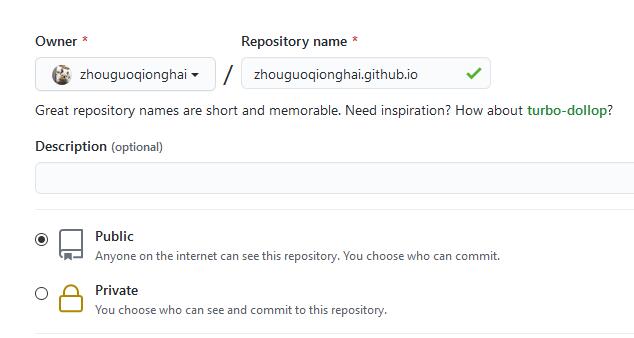 Owner * Repository name *
zhouguoqionghai / zhouguoqionghai.github.io
Great repository names are short and memorable. Need inspiration? How about turbo-dollop?
Description (optional)
Public
Anyone on the internet can see this repository. You choose who can commit.
Private
You choose who can see and commit to this repository.